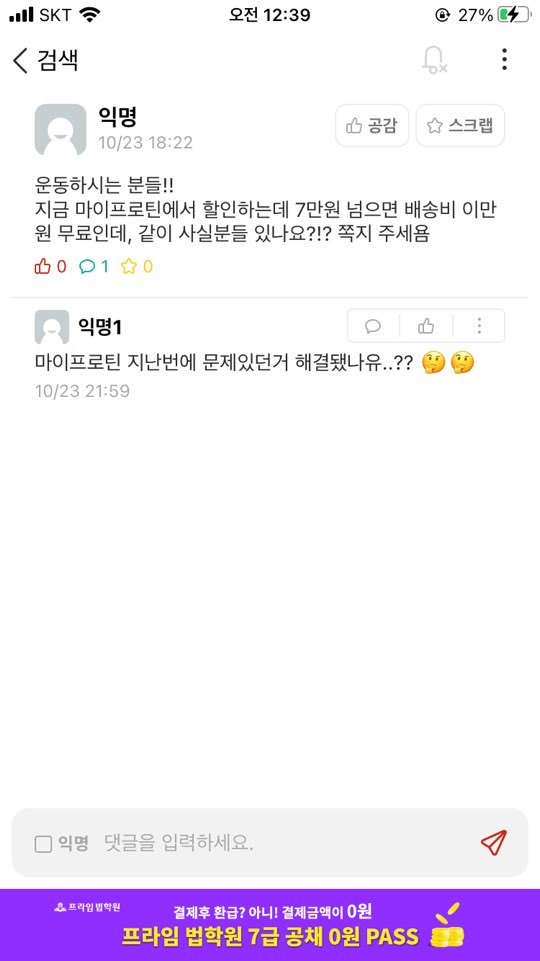 SKT 오전 12:39 27%
검색
익명
10/23 18:22
공감 스크랩
운동하시는 분들!!
지금 마이프로틴에서 할인하는데 7만원 넘으면 배송비 이만
원 무료인데, 같이 사실분들 있나요?!? 쪽지 주세욤
0 1 0
익명1
마이프로틴 지난번에 문제있던거 해결됐나유..?? 🤔 🤔
10/23 21:59
익명 댓글을 입력하세요.
프라임법학원
결제후 환급? 아니! 결제금액이 0원
프라임 법학원 7급 공채 0원 PASS